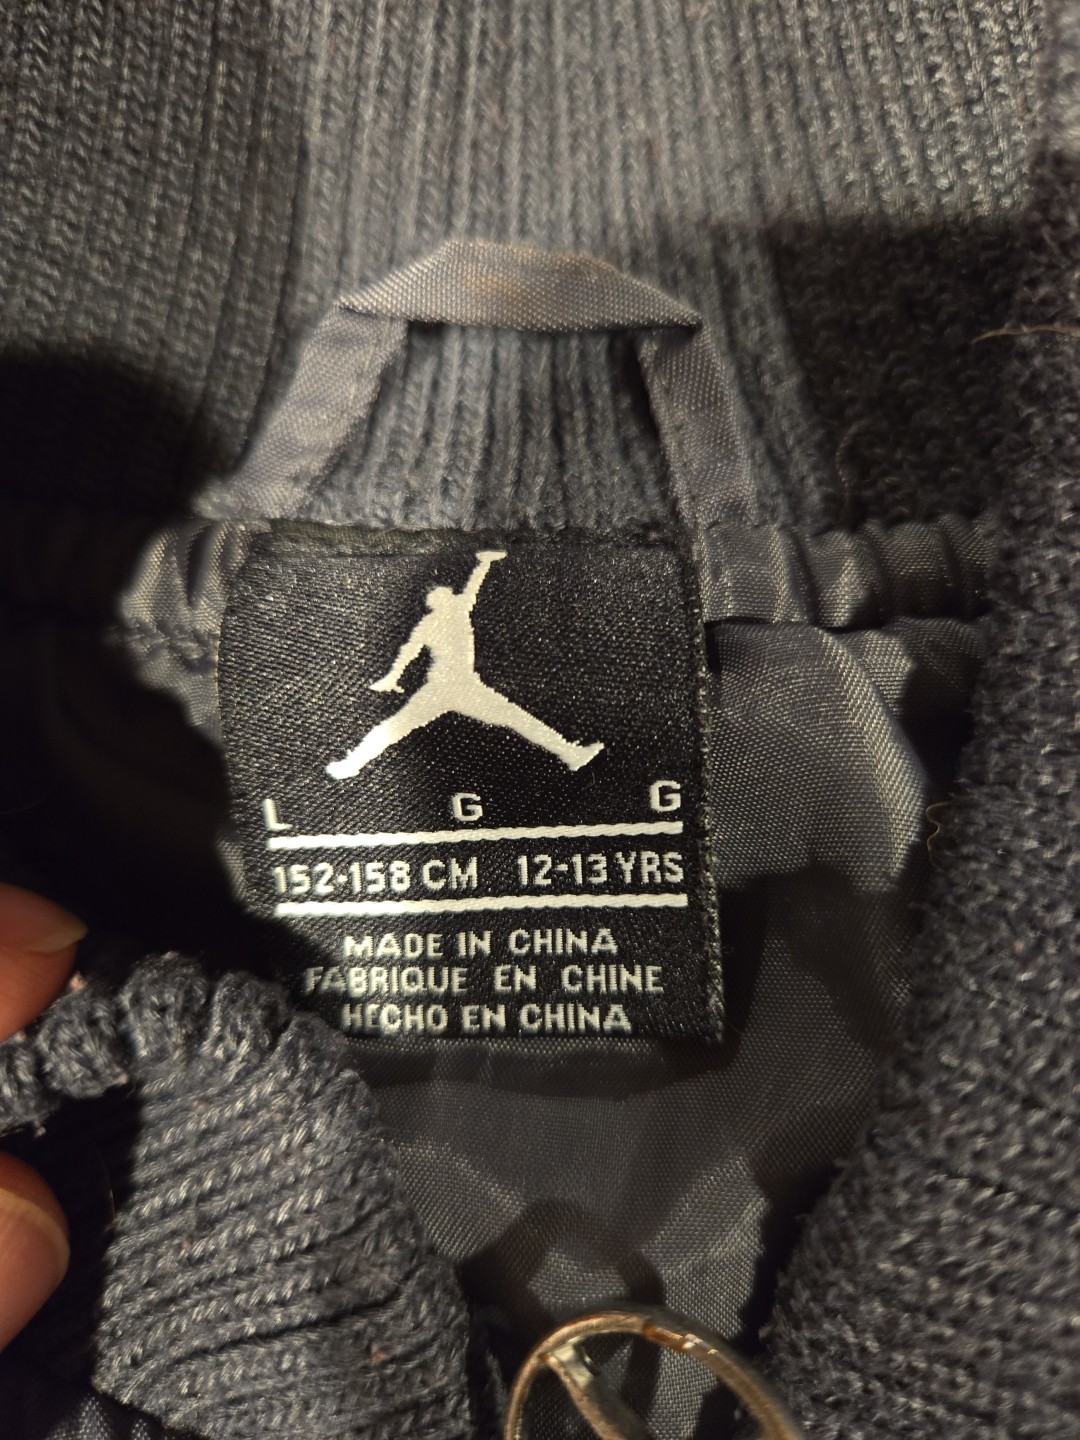 L G G
152-158 CM 12-13 YRS
MADE IN CHINA
FABRIQUE EN CHINE
HECHO EN CHINA